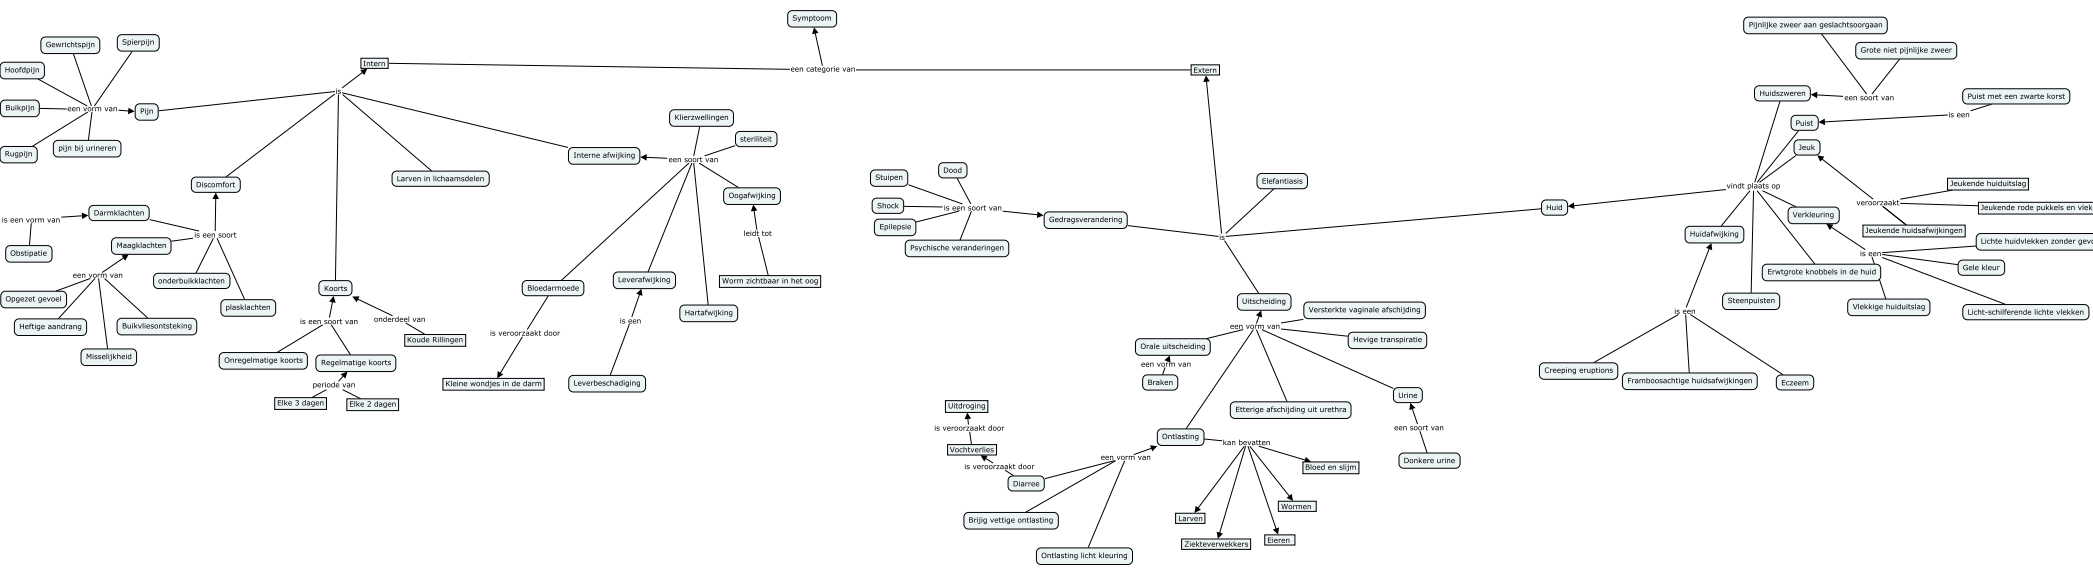 Symptoom
Pijnlijke zweer aan geslachtsoorgaan
Gewrichtspijn
Spierpijn
Grote niet pijnlijke zweer
Hoofdpijn
Intern
een categorie van
Extern
Buikpijn
een vorm van
Pijn
is
Huidszweren
een soort van
Puist met een zwarte korst
Rugpijn
pijn bij urineren
Klierzwellingen
steriliteit
Puist
is een
Jeuk
Interne afwijking
een soort van
Discomfort
Larven in lichaamsdelen
Oogafwijking
Stuipen
Dood
Elefantiasis
vindt plaats op
Jeukende huiduitslag
is een vorm van
Darmklachten
Shock
is een soort van
Gedragsverandering
Huid
Verkleuring
veroorzaakt
Jeukende rode pukkels en
Obstipatie
Maagklachten
is een soort
leidt tot
Epilepsie
Psychische veranderingen
is
Huidafwijking
Jeukende huidsafwijkingen
Lichte huidvlekken zonder
een vorm van
onderbuikklachten
Leverafwijking
Worm zichtbaar in het oog
Erwtgrote knobbels in de huid
is een
Gele kleur
Opgezet gevoel
Heftige aandrang
Buikvliesontsteking
plasklachten
Koorts
Bloedarmoede
Hartafwijking
Uitscheiding
Versterkte vaginale afschijding
Steenpuisten
Vlekkige huiduitslag
Licht-schilferende lichte vlekken
is een soort van
onderdeel van
is veroorzaakt door
is een
een vorm van
is een
Misselijkheid
Onregelmatige koorts
Regelmatige koorts
Koude Rillingen
Orale uitscheiding
Hevige transpiratie
een vorm van
Creeping eruptions
Framboosachtige huidsafwijkingen
Eczeem
periode van
Kleine wondjes in de darm
Leverbeschadiging
Braken
Elke 3 dagen
Elke 2 dagen
Uitdroging
Etterige afschijding uit urethra
Urine
is veroorzaakt door
Ontlasting
kan bevatten
een soort van
Vochtverlies
is veroorzaakt door
een vorm van
Bloed en slijm
Donkere urine
Diarree
Brijig vettige ontlasting
Larven
Wormen
Ontlasting licht kleuring
Ziekteverwekkers
Eieren